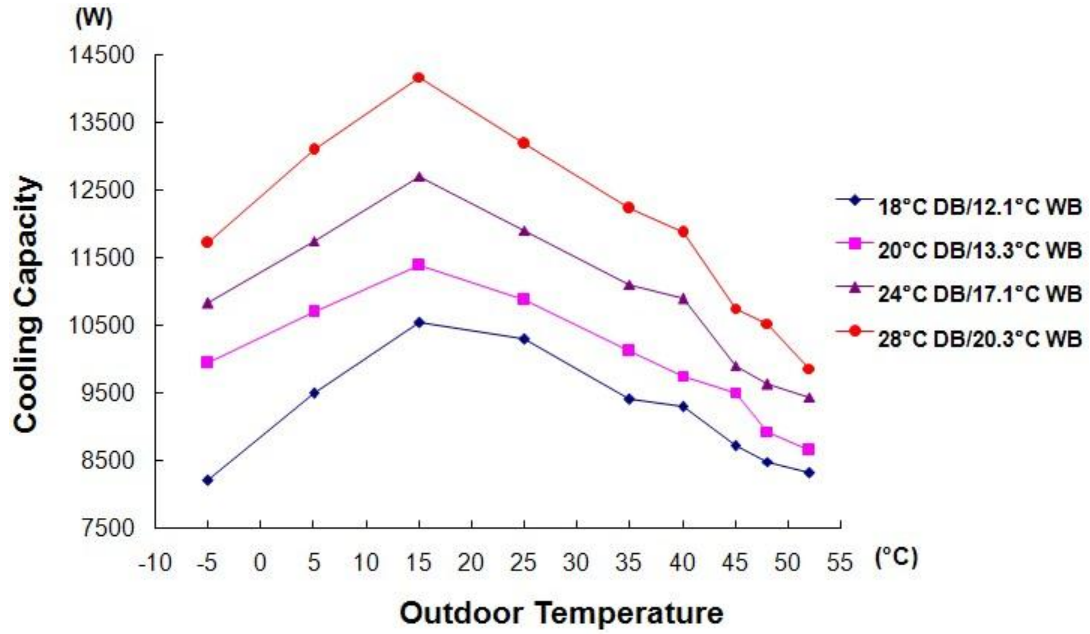 (W)
14500
13500
12500
11500
10500
9500
8500
7500
Cooling Capacity
-10 -5 0 5 10 15 20 25 30 35 40 45 50 55 (°C)
Outdoor Temperature
18°C DB/12.1°C WB
20°C DB/13.3°C WB
24°C DB/17.1°C WB
28°C DB/20.3°C WB